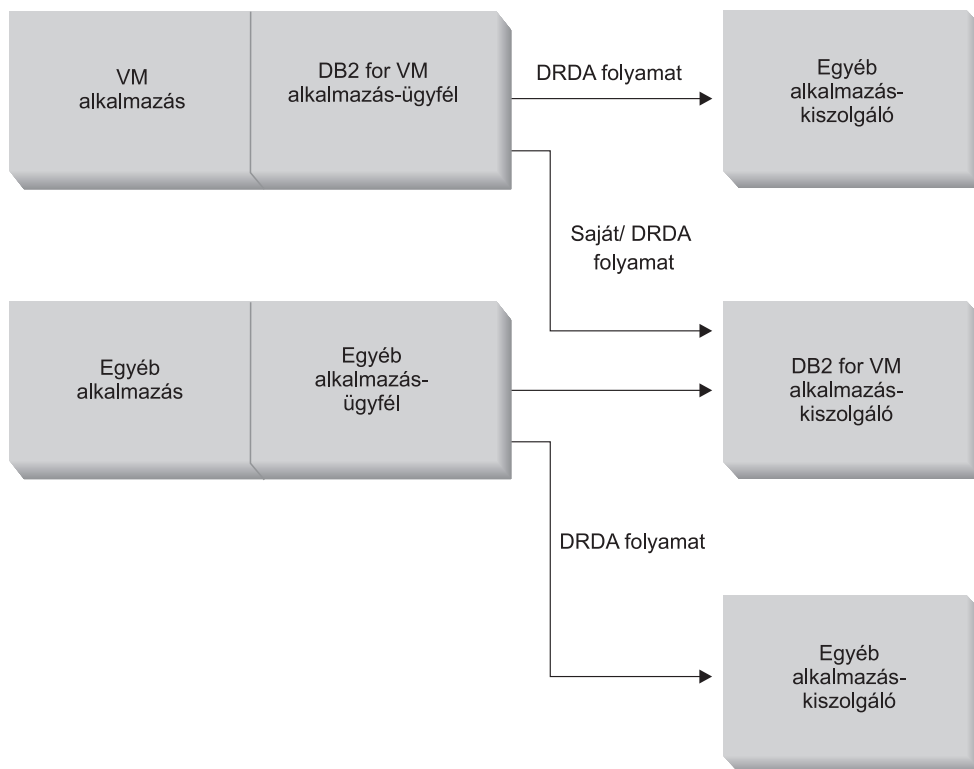 VM
alkalmazás
DB2 for VM
alkalmazás-ügyfél
DRDA folyamat
Egyéb
alkalmazás-
kiszolgáló
Saját/ DRDA
folyamat
Egyéb
alkalmazás
Egyéb
alkalmazás-
ügyfél
DB2 for VM
alkalmazás-
kiszolgáló
DRDA folyamat
Egyéb
alkalmazás-
kiszolgáló